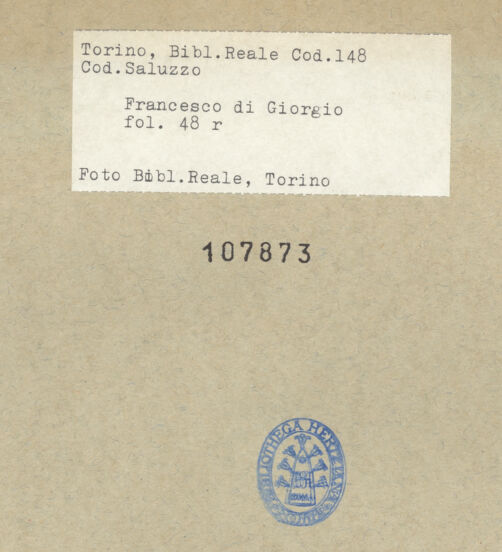 Torino, Bibl.Reale Cod.148
Cod.Saluzzo
Francesco di Giorgio
fol. 48 r
Foto Bibl.Reale, Torino
107873
BIBLIOTHECA HERTZIANA
ROMA